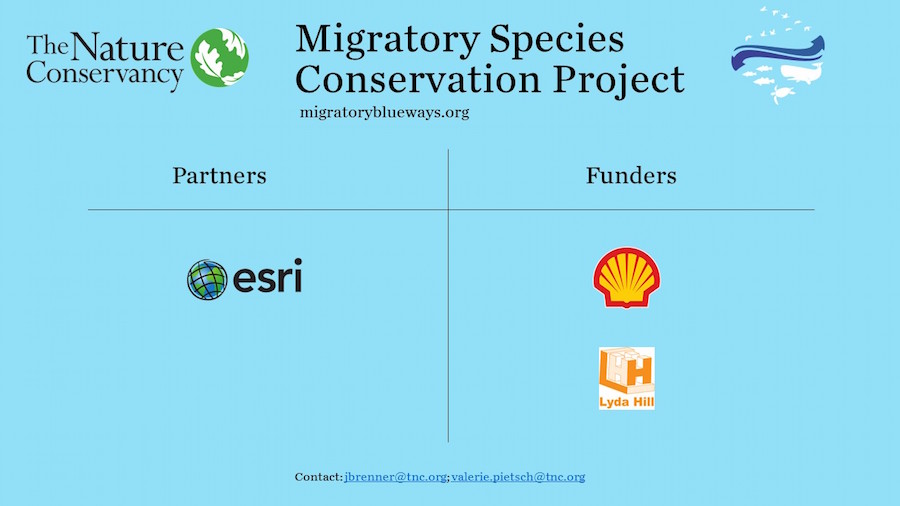 The Nature
Conservancy
Migratory Species
Conservation Project
migratoryblueways.org
Partners
Funders
esri
LH
Lyda Hill
Contact: jbrenner@tnc.org; valerie.pietsch@tnc.org